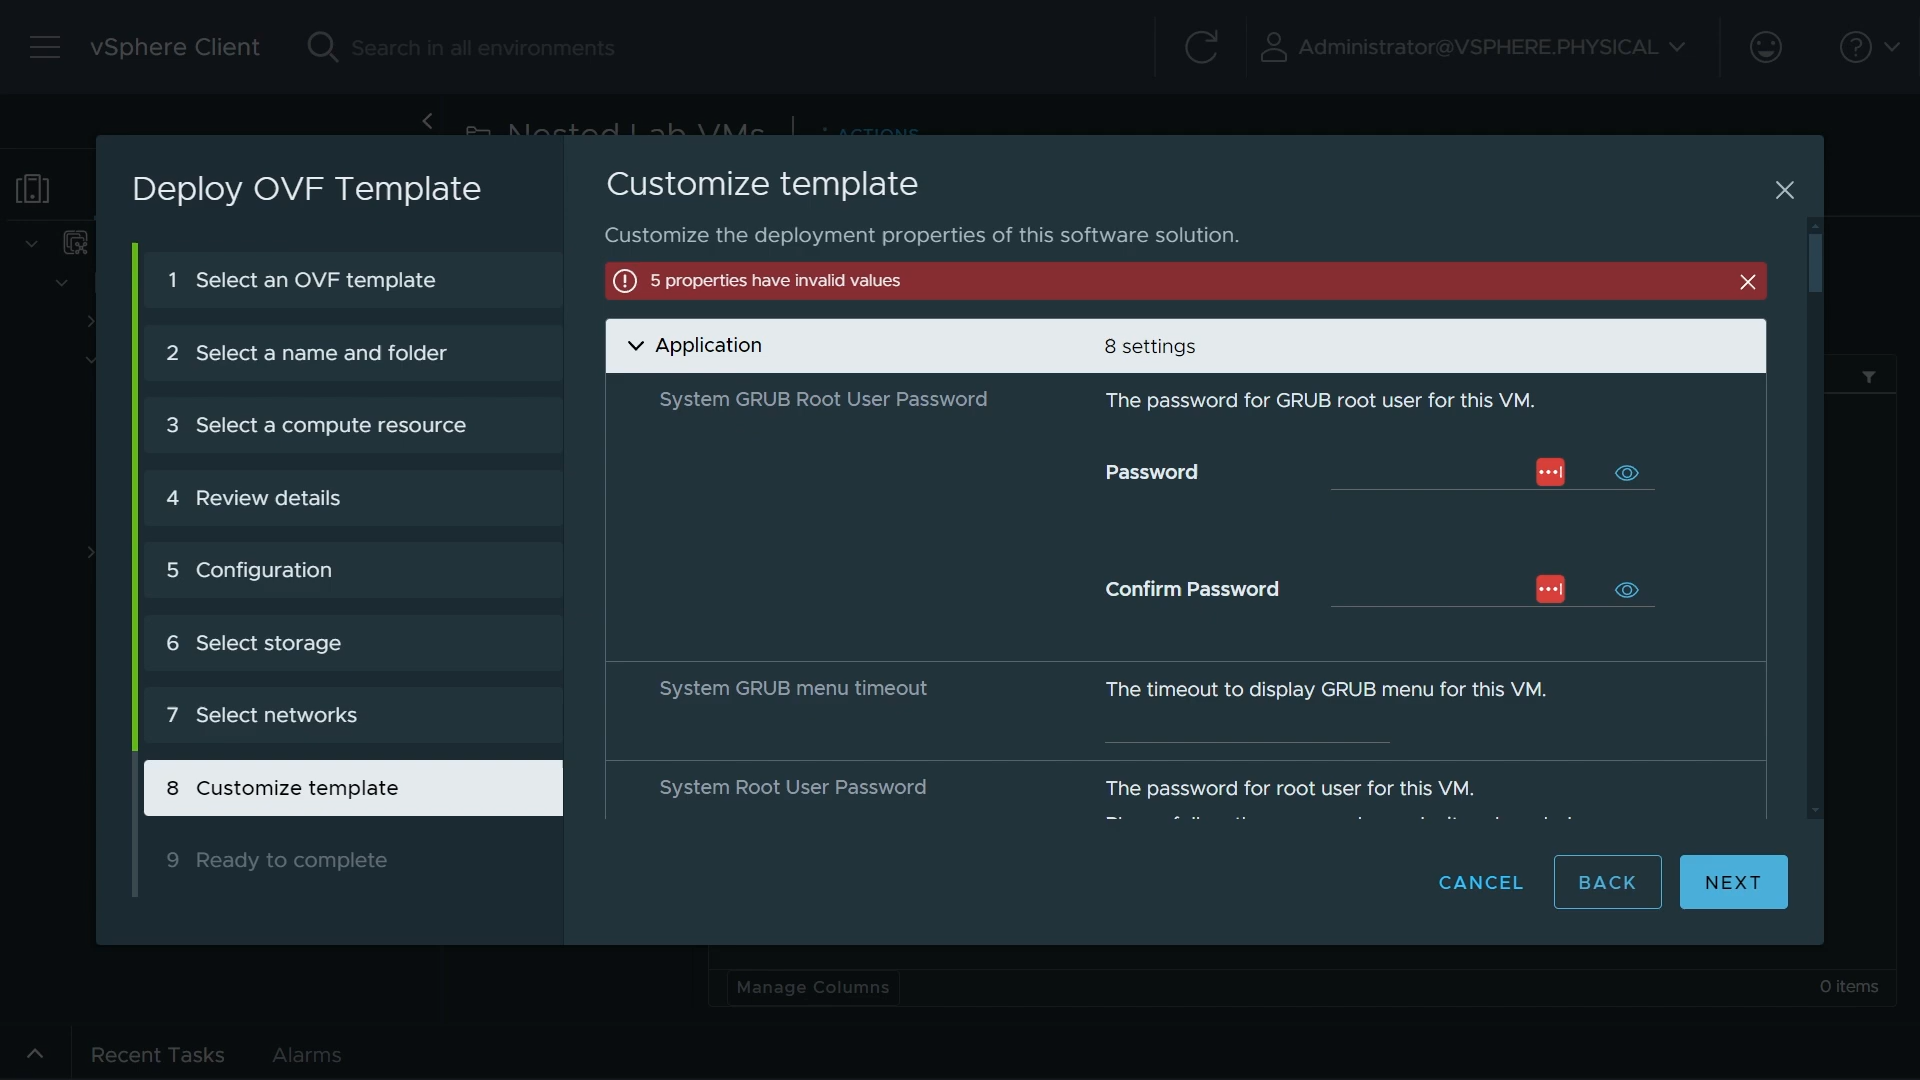 vSphere Client
Search in all environments
Administrator@VSPHERE.PHYSICAL
Nested Lab VMs
ACTIONS
Deploy OVF Template
1 Select an OVF template
2 Select a name and folder
3 Select a compute resource
4 Review details
5 Configuration
6 Select storage
7 Select networks
8 Customize template
9 Ready to complete
Customize template
Customize the deployment properties of this software solution.
5 properties have invalid values
Application 8 settings
System GRUB Root User Password The password for GRUB root user for this VM.
Password
Confirm Password
System GRUB menu timeout The timeout to display GRUB menu for this VM.
System Root User Password The password for root user for this VM.
CANCEL BACK NEXT
Manage Columns
0 items
Recent Tasks Alarms